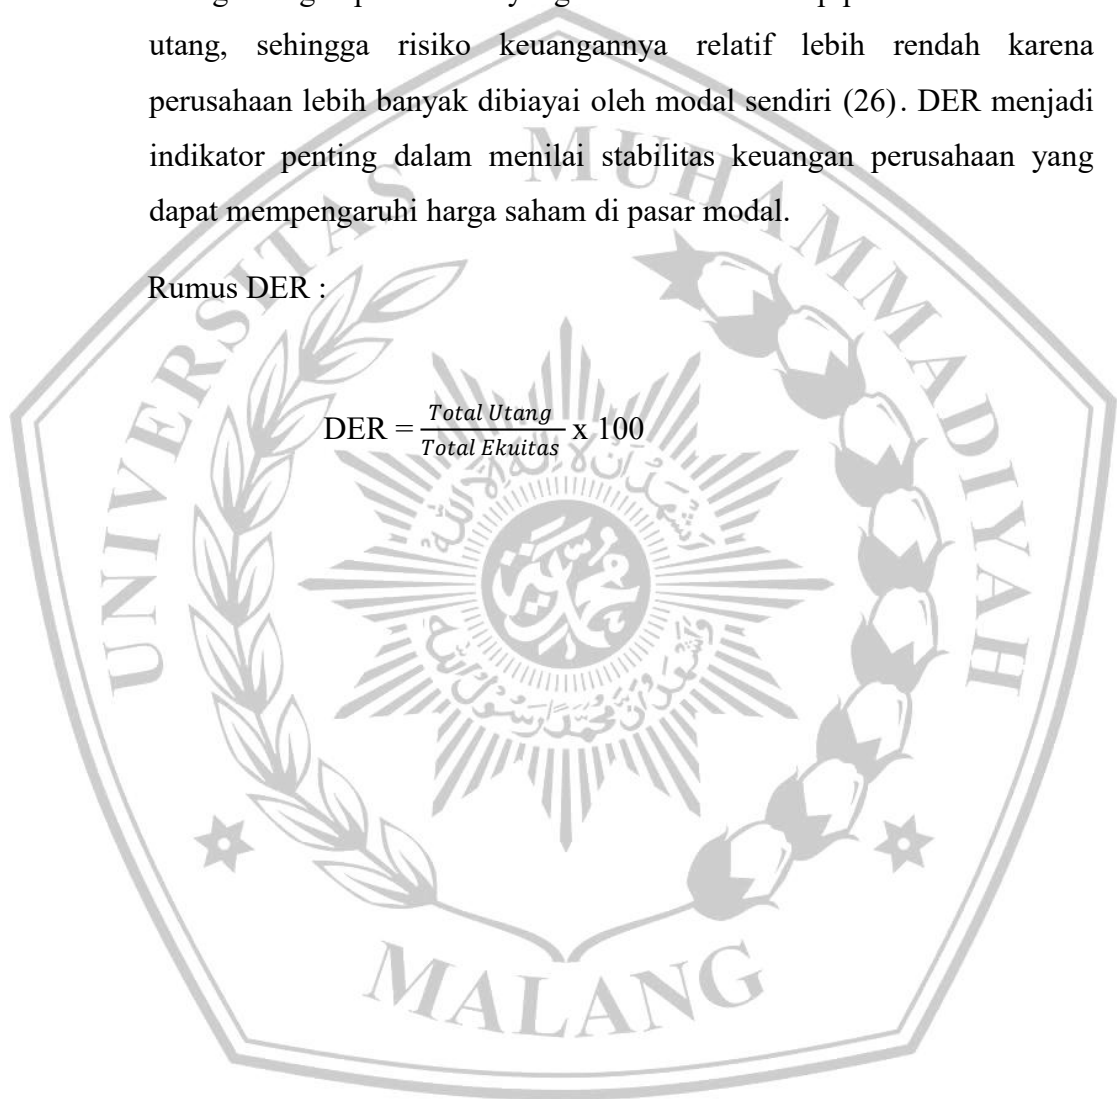 utang, sehingga risiko keuangannya relatif lebih rendah karena
perusahaan lebih banyak dibiayai oleh modal sendiri (26). DER menjadi
indikator penting dalam menilai stabilitas keuangan perusahaan yang
dapat mempengaruhi harga saham di pasar modal.
Rumus DER :
DER = Total Utang / Total Ekuitas x 100
UNIVERSITAS MUHAMMADIYAH
MALANG